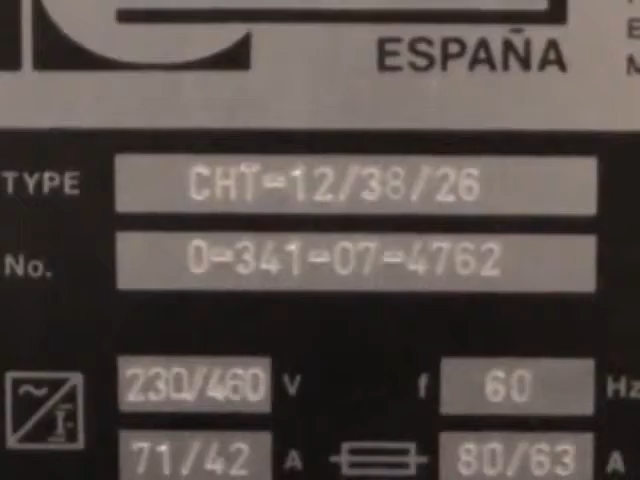 ESPAÑA
TYPE CHT=12/38/26
No. 0=341=07=4762
230/460 V f 60 Hz
71/42 A 80/63 A